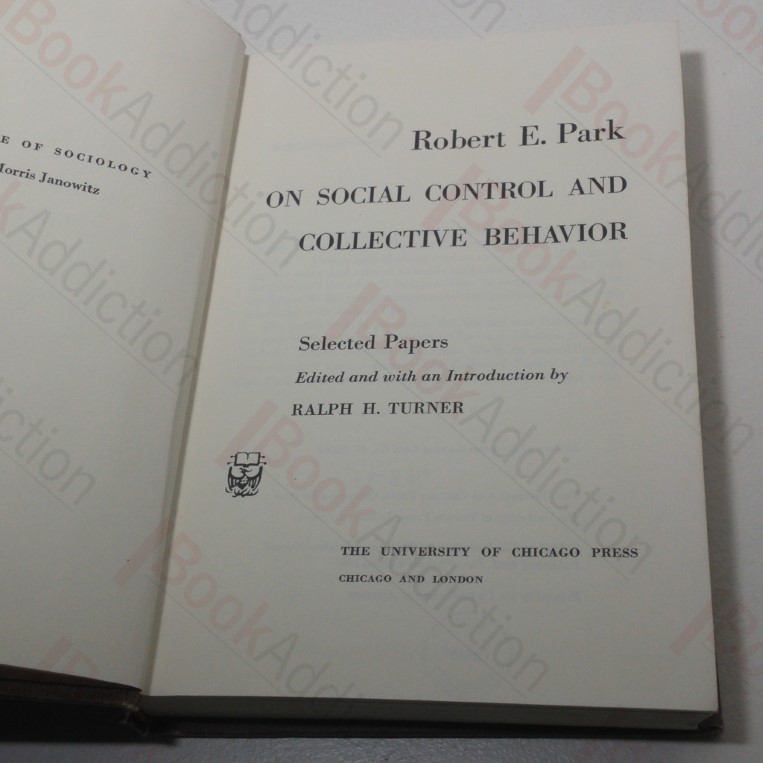 E OF SOCIOLOGY
Morris Janowitz
Robert E. Park
ON SOCIAL CONTROL AND
COLLECTIVE BEHAVIOR
Selected Papers
Edited and with an Introduction by
RALPH H. TURNER
THE UNIVERSITY OF CHICAGO PRESS
CHICAGO AND LONDON
BookAddiction